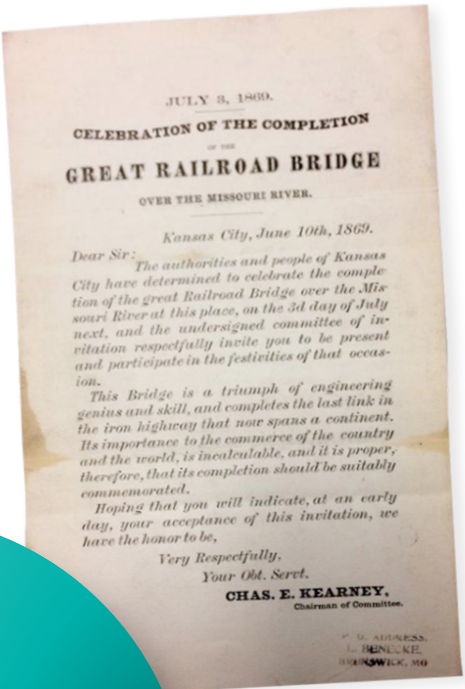 JULY 3, 1869.
CELEBRATION OF THE COMPLETION
OF THE
GREAT RAILROAD BRIDGE
OVER THE MISSOURI RIVER.
Kansas City, June 10th, 1869.
Dear Sir:
The authorities and people of Kansas
City have determined to celebrate the comple-
tion of the great Railroad Bridge over the Mis-
souri River at this place, on the 3d day of July
next, and the undersigned committee of in-
vitation respectfully invite you to be present
and participate in the festivities of that occas-
ion.
This Bridge is a triumph of engineering
genius and skill, and completes the last link in
the iron highway that now spans a continent.
Its importance to the commerce of the country
and the world, is incalculable, and it is proper,
therefore, that its completion should be suitably
commemorated.
Hoping that you will indicate, at an early
day, your acceptance of this invitation, we
have the honor to be,
Very Respectfully,
Your Obt. Servt.
CHAS. E. KEARNEY,
Chairman of Committee.
P. O. ADDRESS,
L. BENECKE,
BRUNSWICK, MO